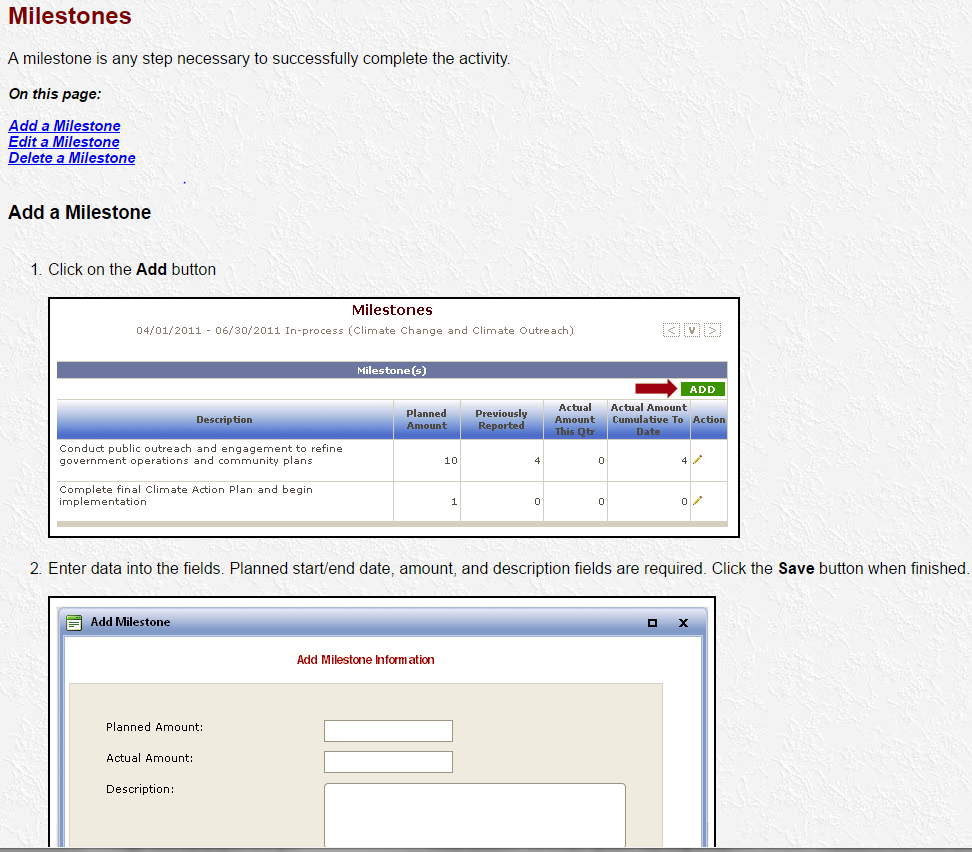 Milestones
A milestone is any step necessary to successfully complete the activity.
On this page:
Add a Milestone
Edit a Milestone
Delete a Milestone
Add a Milestone
1. Click on the Add button
Milestones
04/01/2011 - 06/30/2011 In-process (Climate Change and Climate Outreach)
< v >
Milestone(s)
ADD
Description Planned Amount Previously Reported Actual Amount This Qtr Actual Amount Cumulative To Date Action
Conduct public outreach and engagement to refine
government operations and community plans 10 4 0 4
Complete final Climate Action Plan and begin
implementation 1 0 0 0
2. Enter data into the fields. Planned start/end date, amount, and description fields are required. Click the Save button when finished.
Add Milestone
Add Milestone Information
Planned Amount:
Actual Amount:
Description: